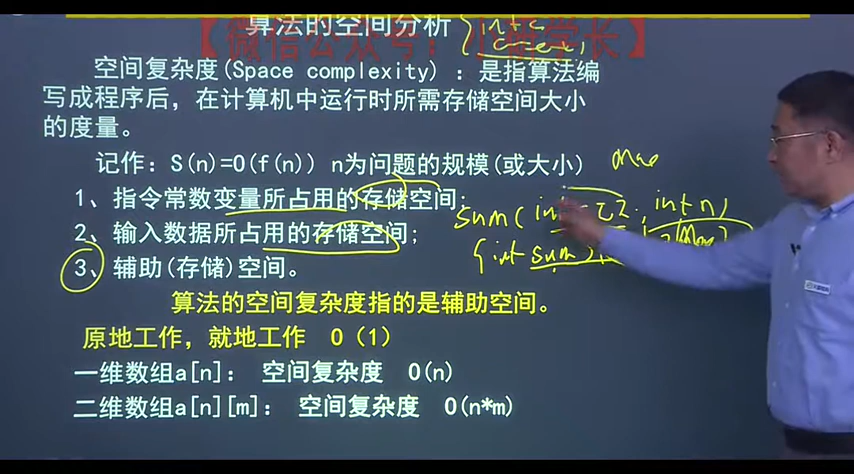 算法的空间分析
【微信公众号：小研学长】
空间复杂度(Space complexity) ：是指算法编
写成程序后，在计算机中运行时所需存储空间大小
的度量。
记作：S(n)=O(f(n)) n为问题的规模(或大小)
1、指令常数变量所占用的存储空间；
sum( int n)
2、输入数据所占用的存储空间；
{int sum
3、辅助(存储)空间。
算法的空间复杂度指的是辅助空间。
原地工作，就地工作 O（1）
一维数组a[n]： 空间复杂度 O(n)
二维数组a[n][m]： 空间复杂度 O(n*m)